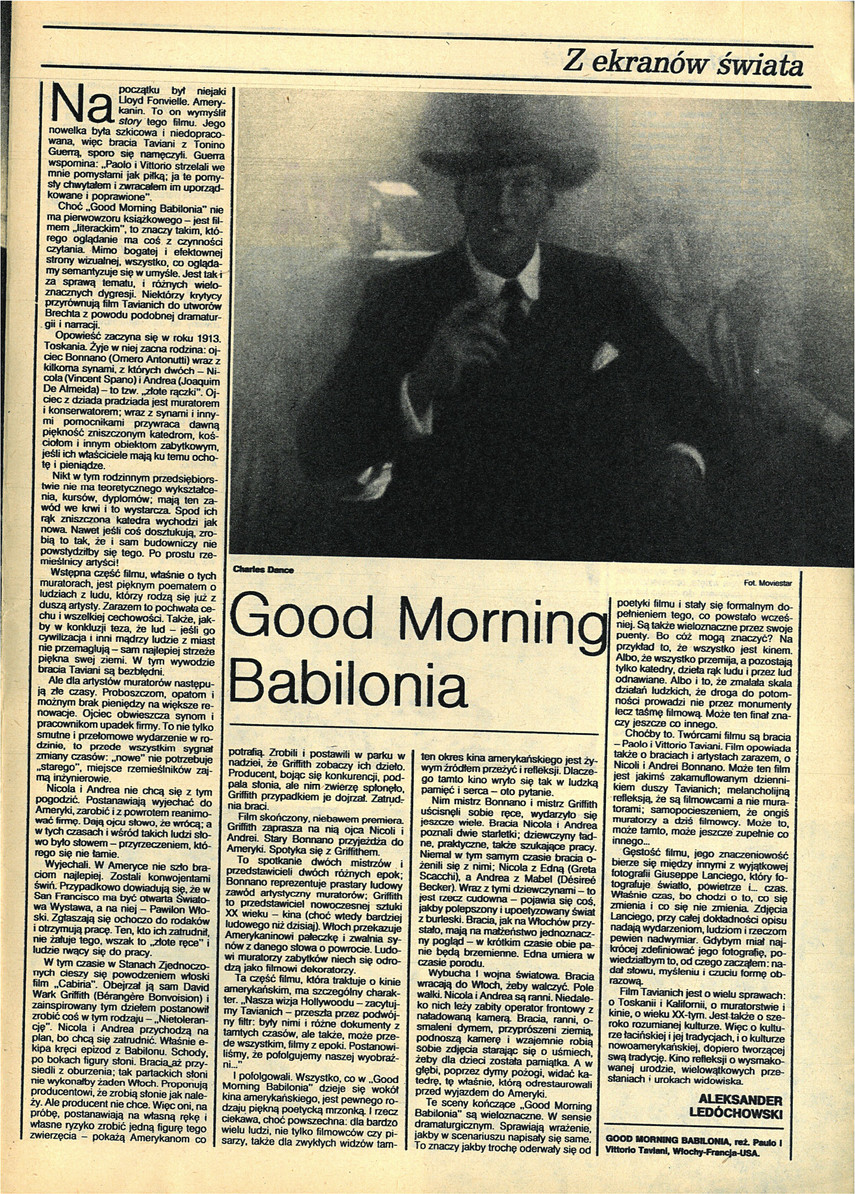 Z ekranów świata
Na początku był niejaki
Lloyd Fonvielle. Amery-
kanin. To on wymyślił
story tego filmu. Jego
nowelka była szkicowa i niedopraco-
wana, więc bracia Taviani z Tonino
Guerrą, sporo się namęczyli. Guerra
wspomina: „Paolo i Vittorio strzelali we
mnie pomysłami jak piłką; ja te pomy-
sły chwytałem i zwracałem im uporząd-
kowane i poprawione”.
Choć „Good Morning Babilonia” nie
ma pierwowzoru książkowego – jest fil-
mem „literackim”, to znaczy takim, któ-
rego oglądanie ma coś z czynności
czytania. Mimo bogatej i efektownej
strony wizualnej, wszystko, co ogląda-
my semantyzuje się w umyśle. Jest tak i
za sprawą tematu, i różnych wielo-
znacznych dygresji. Niektórzy krytycy
przyrównują film Tavianich do utworów
Brechta z powodu podobnej dramatur-
gii i narracji.
Opowieść zaczyna się w roku 1913.
Toskania. Żyje w niej zacna rodzina: oj-
ciec Bonnano (Omero Antonutti) wraz z
kilkoma synami, z których dwóch – Ni-
cola (Vincent Spano) i Andrea (Joaquim
De Almeida) – to tzw. „złote rączki”. Oj-
ciec z dziada pradziada jest muratorem
i konserwatorem; wraz z synami i inny-
mi pomocnikami przywraca dawną
piękność zniszczonym katedrom, koś-
ciołom i innym obiektom zabytkowym,
jeśli ich właściciele mają ku temu ocho-
tę i pieniądze.
Nikt w tym rodzinnym przedsiębiors-
twie nie ma teoretycznego wykształce-
nia, kursów, dyplomów; mają ten za-
wód we krwi i to wystarcza. Spod ich
rąk zniszczona katedra wychodzi jak
nowa. Nawet jeśli coś dosztukują, zro-
bią to tak, że i sam budowniczy nie
powstydziłby się tego. Po prostu rze-
mieślnicy artyści!
Wstępna część filmu, właśnie o tych
muratorach, jest pięknym poematem o
ludziach z ludu, którzy rodzą się już z
duszą artysty. Zarazem to pochwała ce-
chu i wszelkiej cechowości. Także, jak-
by w konkluzji teza, że lud – jeśli go
cywilizacja i inni mądrzy ludzie z miast
nie przemaglują – sam najlepiej strzeże
piękna swej ziemi. W tym wywodzie
bracia Taviani są bezbłędni.
Ale dla artystów muratorów następu-
ją złe czasy. Proboszczom, opatom i
możnym brak pieniędzy na większe re-
nowacje. Ojciec obwieszcza synom i
pracownikom upadek firmy. To nie tylko
smutne i przełomowe wydarzenie w ro-
dzinie, to przede wszystkim sygnał
zmiany czasów: „nowe” nie potrzebuje
„starego”, miejsce rzemieślników zaj-
mą inżynierowie.
Nicola i Andrea nie chcą się z tym
pogodzić. Postanawiają wyjechać do
Ameryki, zarobić i z powrotem reanimo-
wać firmę. Dają ojcu słowo, że wrócą; a
w tych czasach i wśród takich ludzi sło-
wo było słowem – przyrzeczeniem, któ-
rego się nie łamie.
Wyjechali. W Ameryce nie szło bra-
ciom najlepiej. Zostali konwojentami
świń. Przypadkowo dowiadują się, że w
San Francisco ma być otwarta Świato-
wa Wystawa, a na niej – Pawilon Wło-
ski. Zgłaszają się ochoczo do rodaków
i otrzymują pracę. Ten, kto ich zatrudnił,
nie żałuje tego, wszak to „złote ręce” i
ludzie rwący się do pracy.
W tym czasie w Stanach Zjednoczo-
nych cieszy się powodzeniem włoski
film „Cabiria”. Obejrzał ją sam David
Wark Griffith (Bérangère Bonvoision) i
zainspirowany tym dziełem postanowił
zrobić coś w tym rodzaju – „Nietoleran-
cję”. Nicola i Andrea przychodzą na
plan, bo chcą się zatrudnić. Właśnie e-
kipa kręci epizod z Babilonu. Schody,
po bokach figury słoni. Bracia aż przy-
siedli z oburzenia; tak partackich słoni
nie wykonałby żaden Włoch. Proponują
producentowi, że zrobią słonie jak nale-
ży. Ale producent nie chce. Więc oni, na
próbę, postanawiają na własną rękę i
własne ryzyko zrobić jedną figurę tego
zwierzęcia – pokażą Amerykanom co
Charles Dance
Fot. Moviestar
Good Morning
Babilonia
potrafią. Zrobili i postawili w parku w
nadziei, że Griffith zobaczy ich dzieło.
Producent, bojąc się konkurencji, pod-
pala słonia, ale nim zwierzę spłonęło,
Griffith przypadkiem je dojrzał. Zatrud-
nia braci.
Film skończony, niebawem premiera.
Griffith zaprasza na nią ojca Nicoli i
Andrei. Stary Bonnano przyjeżdża do
Ameryki. Spotyka się z Griffithem.
To spotkanie dwóch mistrzów i
przedstawicieli dwóch różnych epok;
Bonnano reprezentuje prastary ludowy
zawód artystyczny muratorów; Griffith
to przedstawiciel nowoczesnej sztuki
XX wieku – kina (choć wtedy bardziej
ludowego niż dzisiaj). Włoch przekazuje
Amerykaninowi pałeczkę i zwalnia sy-
nów z danego słowa o powrocie. Ludo-
wi muratorzy zabytków niech się odro-
dzą jako filmowi dekoratorzy.
Ta część filmu, która traktuje o kinie
amerykańskim, ma szczególny charak-
ter. „Nasza wizja Hollywoodu – zacytuj-
my Tavianich – przeszła przez podwój-
ny filtr: były nimi i różne dokumenty z
tamtych czasów, ale także, może prze-
de wszystkim, filmy z epoki. Postanowi-
liśmy, że pofolgujemy naszej wyobraź-
ni...”
I pofolgowali. Wszystko, co w „Good
Morning Babilonia” dzieje się wokół
kina amerykańskiego, jest pewnego ro-
dzaju piękną poetycką mrzonką. I rzecz
ciekawa, choć powszechna: dla bardzo
wielu ludzi, nie tylko filmowców czy pi-
sarzy, także dla zwykłych widzów tam-
ten okres kina amerykańskiego jest ży-
wym źródłem przeżyć i refleksji. Dlacze-
go tamto kino wryło się tak w ludzką
pamięć i serca – oto pytanie.
Nim mistrz Bonnano i mistrz Griffith
uścisnęli sobie ręce, wydarzyło się
jeszcze wiele. Bracia Nicola i Andrea
poznali dwie starletki; dziewczyny ład-
ne, praktyczne, także szukające pracy.
Niemal w tym samym czasie bracia o-
żenili się z nimi; Nicola z Edną (Greta
Scacchi), a Andrea z Mabel (Désireé
Becker). Wraz z tymi dziewczynami – to
jest rzecz cudowna – pojawia się coś,
jakby polepszony i upoetyzowany świat
z burleski. Bracia, jak na Włochów przy-
stało, mają na małżeństwo jednoznacz-
ny pogląd – w krótkim czasie obie pa-
nie będą brzemienne. Edna umiera w
czasie porodu.
Wybucha I wojna światowa. Bracia
wracają do Włoch, żeby walczyć. Pole
walki. Nicola i Andrea są ranni. Niedale-
ko nich leży zabity operator frontowy z
naładowaną kamerą. Bracia, ranni, o-
smaleni dymem, przyprószeni ziemią,
podnoszą kamerę i wzajemnie robią
sobie zdjęcia starając się o uśmiech,
żeby dla dzieci została pamiątka. A w
głębi, poprzez dymy pożogi, widać ka-
tedrę, tę właśnie, którą odrestaurowali
przed wyjazdem do Ameryki.
Te sceny kończące „Good Morning
Babilonia” są wieloznaczne. W sensie
dramaturgicznym. Sprawiają wrażenie,
jakby w scenariuszu napisały się same.
To znaczy jakby trochę oderwały się od
poetyki filmu i stały się formalnym do-
pełnieniem tego, co powstało wcześ-
niej. Są także wieloznaczne przez swoje
puenty. Bo cóż mogą znaczyć? Na
przykład to, że wszystko jest kinem.
Albo, że wszystko przemija, a pozostają
tylko katedry, dzieła rąk ludu i przez lud
odnawiane. Albo i to, że zmalała skala
działań ludzkich, że droga do potom-
ności prowadzi nie przez monumenty
lecz taśmę filmową. Może ten finał zna-
czy jeszcze co innego.
Choćby to. Twórcami filmu są bracia
– Paolo i Vittorio Taviani. Film opowiada
także o braciach i artystach zarazem, o
Nicoli i Andrei Bonnano. Może ten film
jest jakimś zakamuflowanym dzienni-
kiem duszy Tavianich; melancholijną
refleksją, że są filmowcami a nie mura-
torami; samopocieszeniem, że ongiś
muratorzy a dziś filmowcy. Może to,
może tamto, może jeszcze zupełnie co
innego...
Gęstość filmu, jego znaczeniowość
bierze się między innymi z wyjątkowej
fotografii Giuseppe Lanciego, który fo-
tografuje światło, powietrze i... czas.
Właśnie czas, bo chodzi o to, co się
zmienia i co się nie zmienia. Zdjęcia
Lanciego, przy całej dokładności opisu
nadają wydarzeniom, ludziom i rzeczom
pewien nadwymiar. Gdybym miał naj-
krócej zdefiniować jego fotografię, po-
wiedziałbym to, od czego zacząłem: na-
dał słowu, myśleniu i czuciu formę ob-
razową.
Film Tavianich jest o wielu sprawach:
o Toskanii i Kalifornii, o muratorstwie i
kinie, o wieku XX-tym. Jest także o sze-
roko rozumianej kulturze. Więc o kultu-
rze łacińskiej i jej tradycjach, i o kulturze
nowoamerykańskiej, dopiero tworzącej
swą tradycję. Kino refleksji o wysmako-
wanej urodzie, wielowątkowych prze-
słaniach i urokach widowiska.
ALEKSANDER
LEDÓCHOWSKI
GOOD MORNING BABILONIA, reż. Paulo i
Vittorio Taviani, Włochy-Francja-USA.